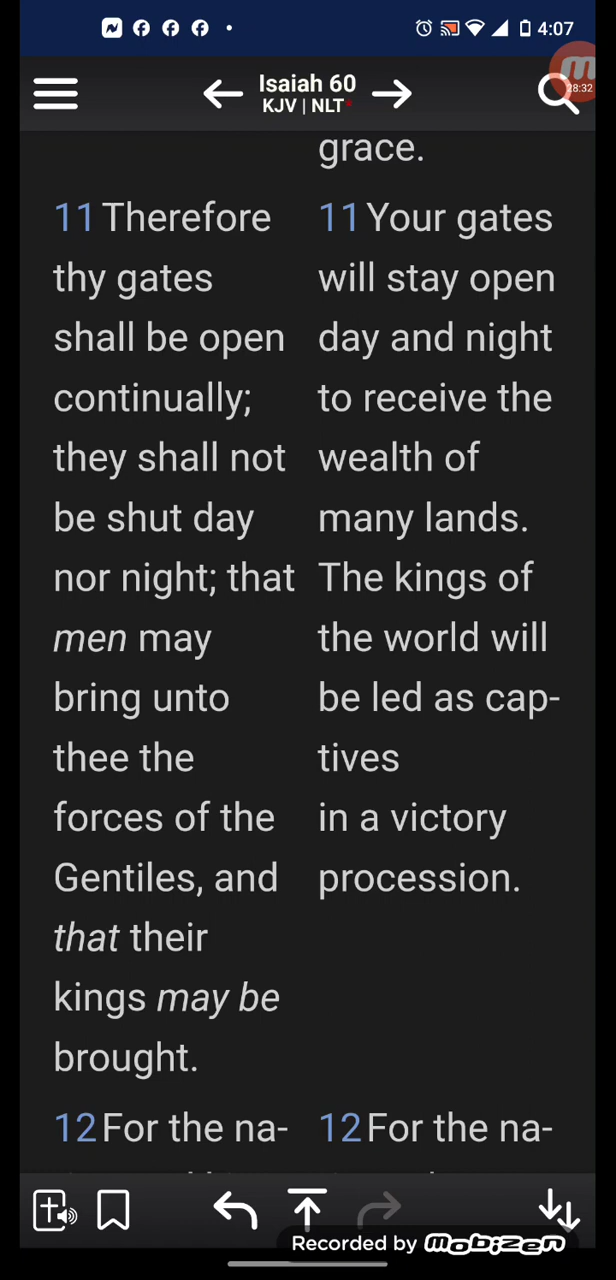 4:07
Isaiah 60
KJV | NLT*
28:32
grace.
11 Therefore
thy gates
shall be open
continually;
they shall not
be shut day
nor night; that
men may
bring unto
thee the
forces of the
Gentiles, and
that their
kings may be
brought.
11 Your gates
will stay open
day and night
to receive the
wealth of
many lands.
The kings of
the world will
be led as cap-
tives
in a victory
procession.
12 For the na-
12 For the na-
Recorded by mobizen